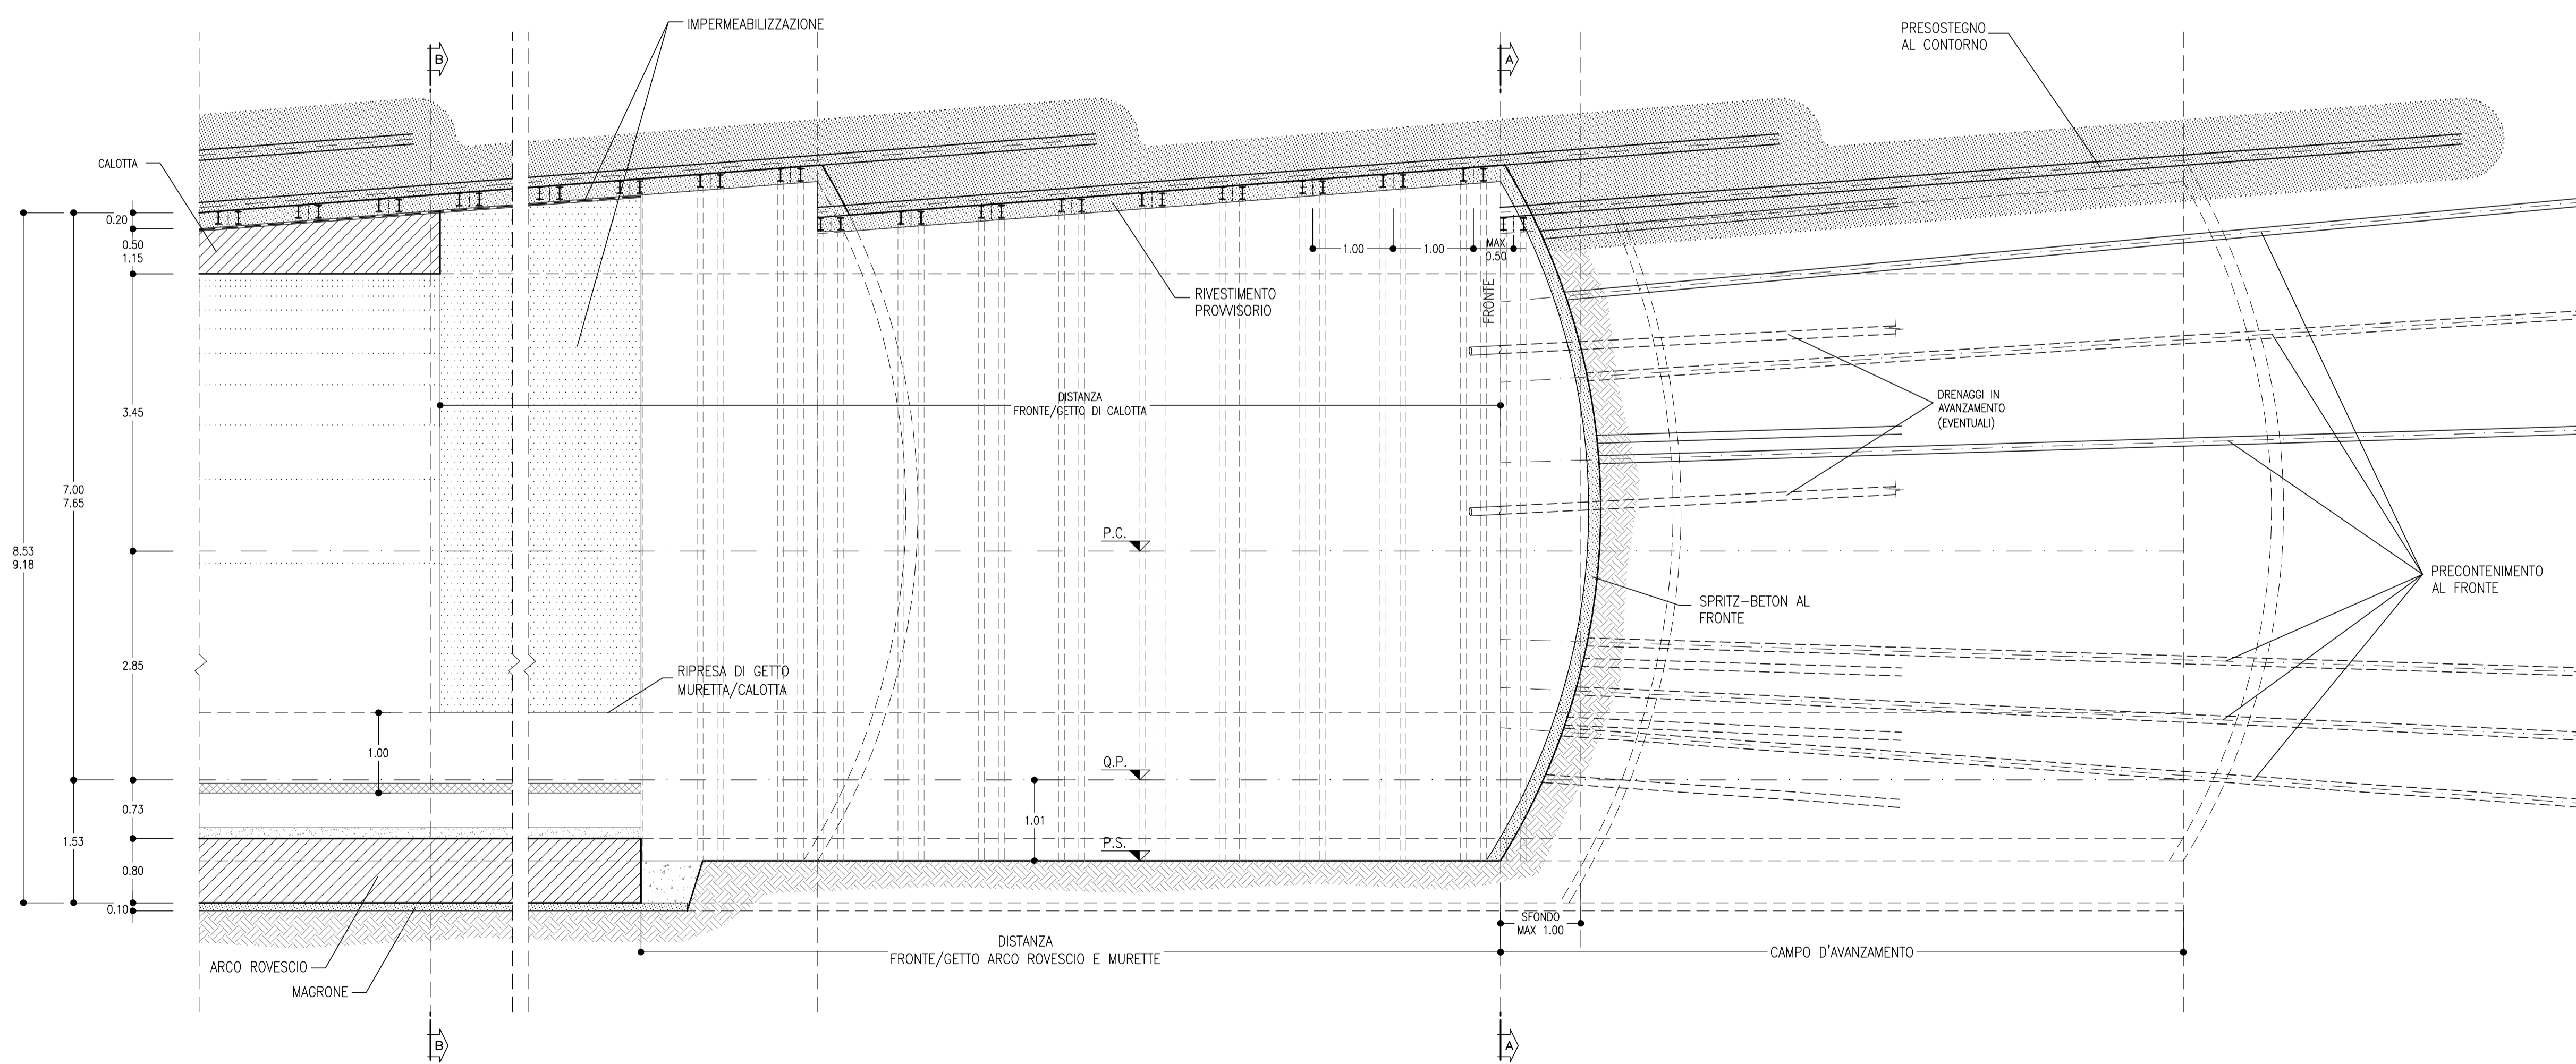 IMPERMEABILIZZAZIONE
PRESOSTEGNO
AL CONTORNO
B
A
CALOTTA
0.20
0.50
1.15
1.00
1.00
MAX
0.50
FRONTE
RIVESTIMENTO
PROVVISORIO
3.45
DISTANZA
FRONTE/GETTO DI CALOTTA
DRENAGGI IN
AVANZAMENTO
(EVENTUALI)
7.00
7.65
8.53
9.18
P.C.
PRECONTENIMENTO
AL FRONTE
SPRITZ-BETON AL
FRONTE
2.85
RIPRESA DI GETTO
MURETTA/CALOTTA
1.00
Q.P.
0.73
1.01
1.53
P.S.
0.80
0.10
SFONDO
MAX 1.00
DISTANZA
FRONTE/GETTO ARCO ROVESCIO E MURETTE
CAMPO D'AVANZAMENTO
ARCO ROVESCIO
MAGRONE
B
A